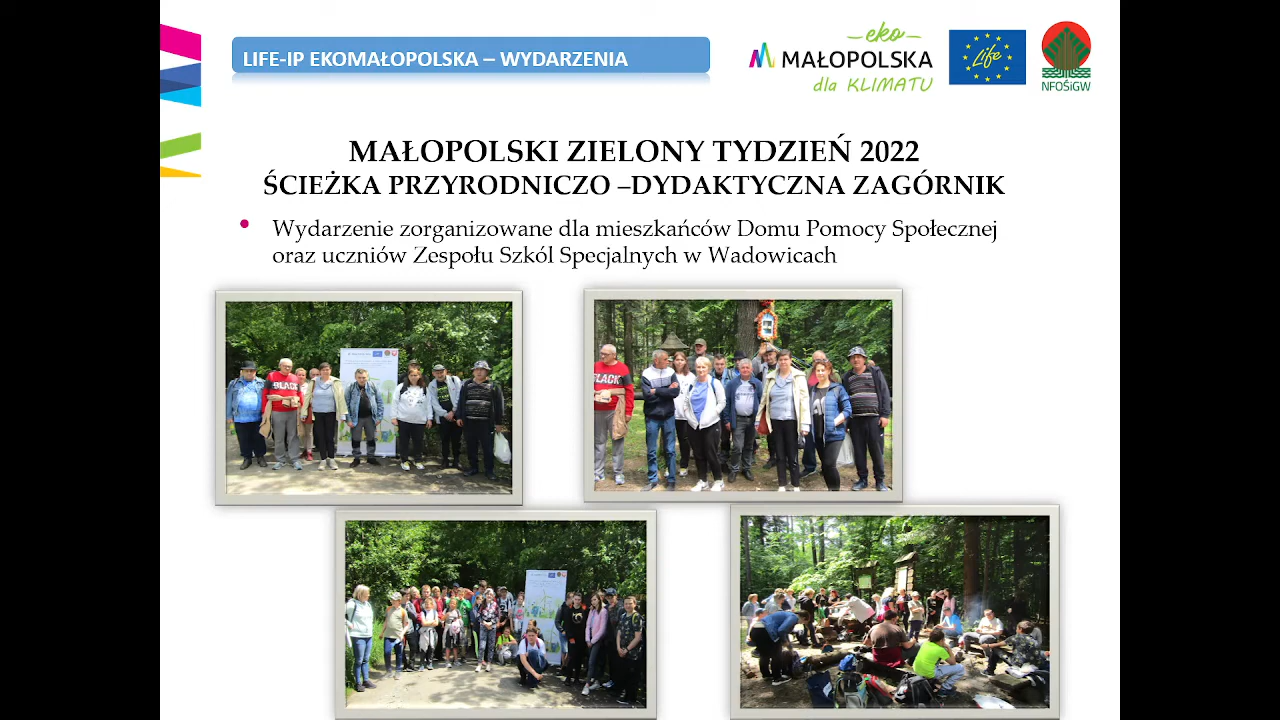 LIFE-IP EKOMAŁOPOLSKA – WYDARZENIA
eko
MAŁOPOLSKA
dla KLIMATU
Life
NFOŚiGW
MAŁOPOLSKI ZIELONY TYDZIEŃ 2022
ŚCIEŻKA PRZYRODNICZO –DYDAKTYCZNA ZAGÓRNIK
• Wydarzenie zorganizowane dla mieszkańców Domu Pomocy Społecznej
oraz uczniów Zespołu Szkól Specjalnych w Wadowicach
BLACK
BLACK